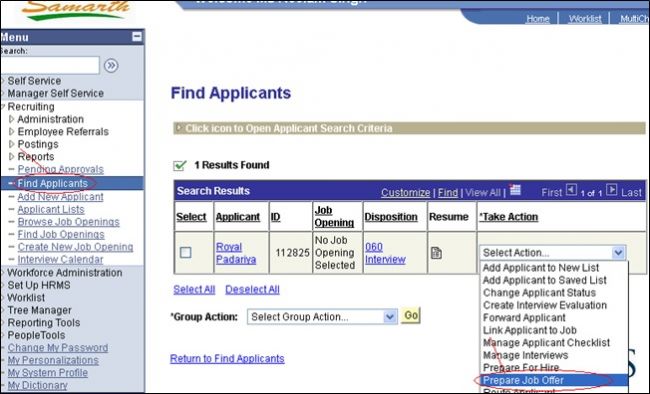 Samarth
Home | Worklist | MultiCh
Menu
Search:
Self Service
Manager Self Service
Recruiting
Administration
Employee Referrals
Postings
Reports
Pending Approvals
Find Applicants
Add New Applicant
Applicant Lists
Browse Job Openings
Find Job Openings
Create New Job Opening
Interview Calendar
Workforce Administration
Set Up HRMS
Worklist
Tree Manager
Reporting Tools
PeopleTools
Change My Password
My Personalizations
My System Profile
My Dictionary
Find Applicants
Click icon to Open Applicant Search Criteria
1 Results Found
Search Results Customize | Find | View All | First 1 of 1 Last
Select Applicant ID Job Opening Disposition Resume *Take Action
Royal Padariya 112825 No Job Opening Selected 060 Interview Select Action...
Add Applicant to New List
Add Applicant to Saved List
Change Applicant Status
Create Interview Evaluation
Forward Applicant
Link Applicant to Job
Manage Applicant Checklist
Manage Interviews
Prepare For Hire
Prepare Job Offer
Route Applicant
Select All Deselect All
*Group Action: Select Group Action... Go
Return to Find Applicants